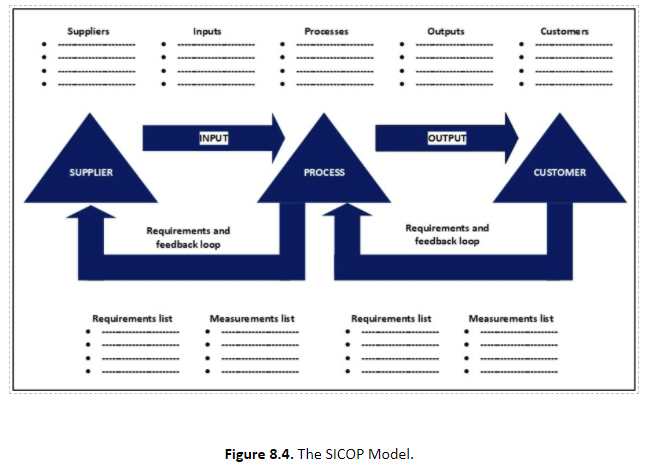 Suppliers Inputs Processes Outputs Customers
INPUT OUTPUT
SUPPLIER PROCESS CUSTOMER
Requirements and
feedback loop
Requirements and
feedback loop
Requirements list Measurements list Requirements list Measurements list
Figure 8.4. The SICOP Model.